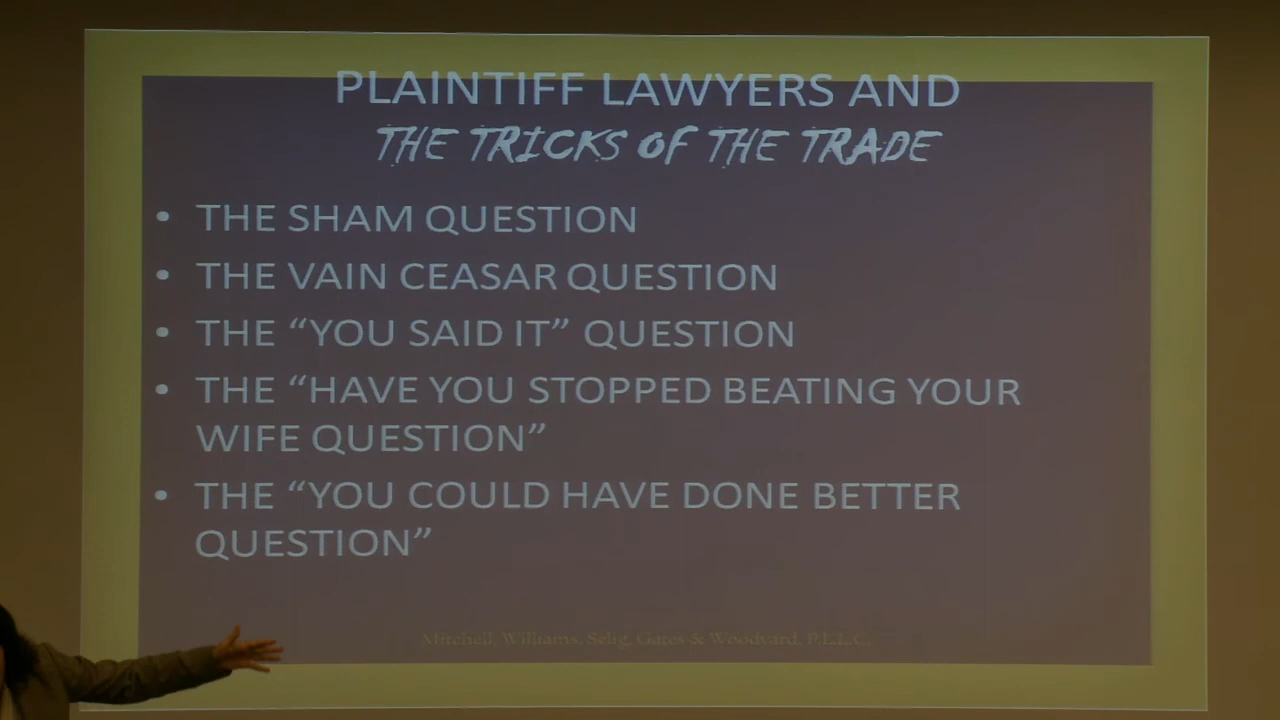 PLAINTIFF LAWYERS AND
THE TRICKS OF THE TRADE
• THE SHAM QUESTION
• THE VAIN CEASAR QUESTION
• THE “YOU SAID IT” QUESTION
• THE “HAVE YOU STOPPED BEATING YOUR
WIFE QUESTION”
• THE “YOU COULD HAVE DONE BETTER
QUESTION”
Mitchell, Williams, Selig, Gates & Woodyard, P.L.L.C.